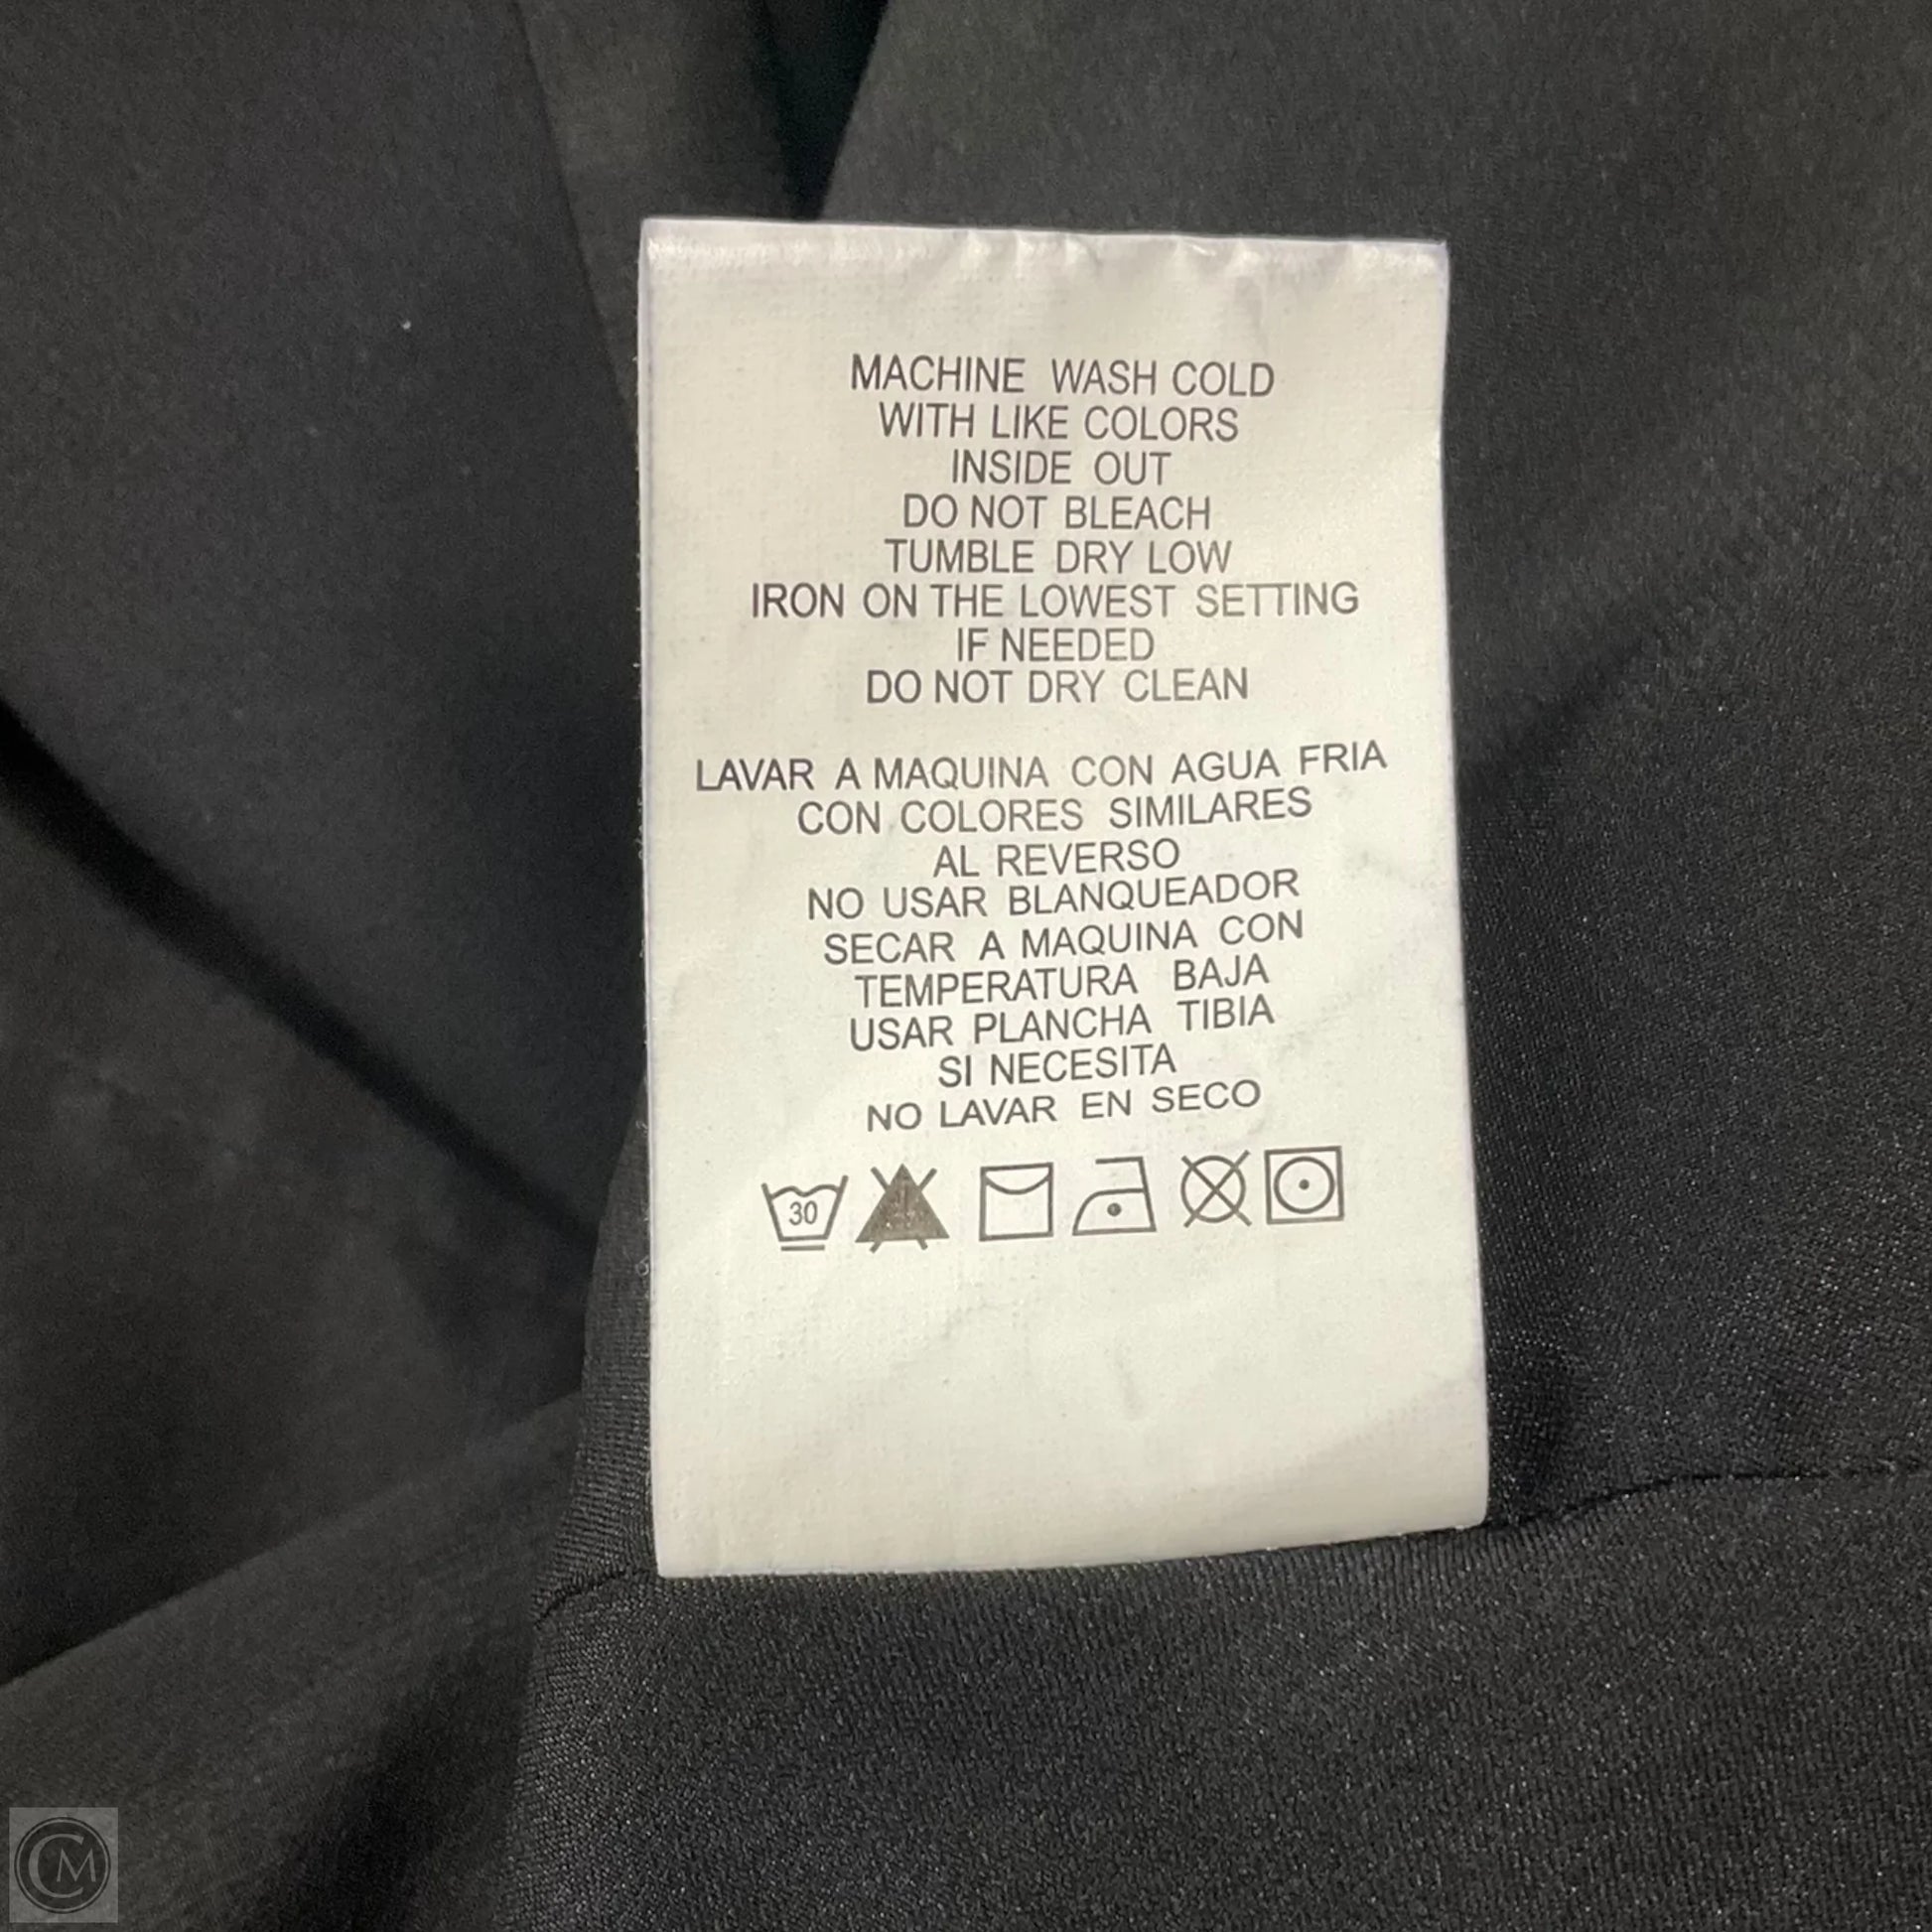 MACHINE WASH COLD
WITH LIKE COLORS
INSIDE OUT
DO NOT BLEACH
TUMBLE DRY LOW
IRON ON THE LOWEST SETTING
IF NEEDED
DO NOT DRY CLEAN
LAVAR A MAQUINA CON AGUA FRIA
CON COLORES SIMILARES
AL REVERSO
NO USAR BLANQUEADOR
SECAR A MAQUINA CON
TEMPERATURA BAJA
USAR PLANCHA TIBIA
SI NECESITA
NO LAVAR EN SECO
30
CM